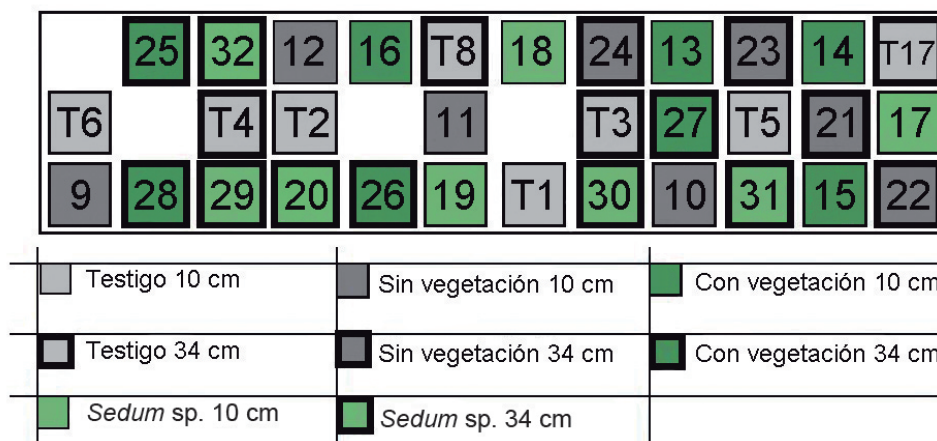 25 32 12 16 T8 18 24 13 23 14 T17
T6 T4 T2 11 T3 27 T5 21 17
9 28 29 20 26 19 T1 30 10 31 15 22
Testigo 10 cm Sin vegetación 10 cm Con vegetación 10 cm
Testigo 34 cm Sin vegetación 34 cm Con vegetación 34 cm
Sedum sp. 10 cm Sedum sp. 34 cm